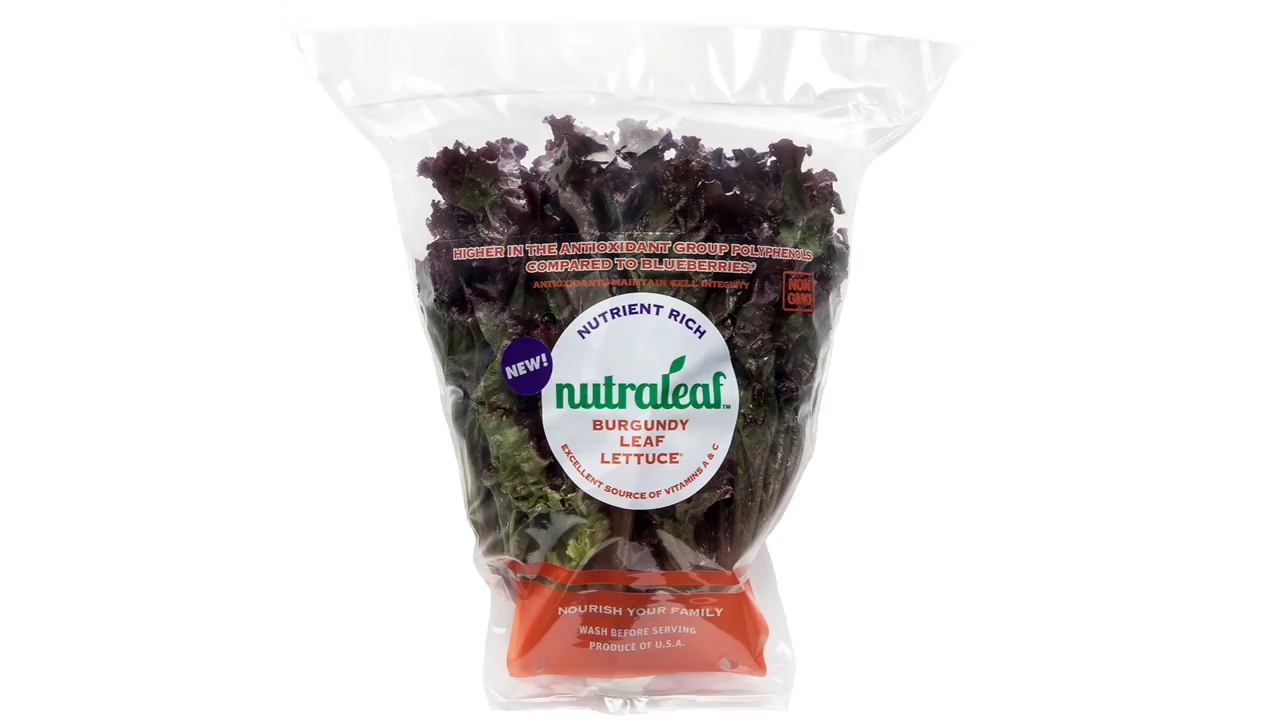 HIGHER IN THE ANTIOXIDANT GROUP POLYPHENOLS
COMPARED TO BLUEBERRIES*
ANTIOXIDANTS MAINTAIN CELL INTEGRITY
NON
GMO
NUTRIENT RICH
NEW!
nutraleaf™
BURGUNDY
LEAF
LETTUCE®
EXCELLENT SOURCE OF VITAMINS A & C
NOURISH YOUR FAMILY
WASH BEFORE SERVING
PRODUCE OF U.S.A.